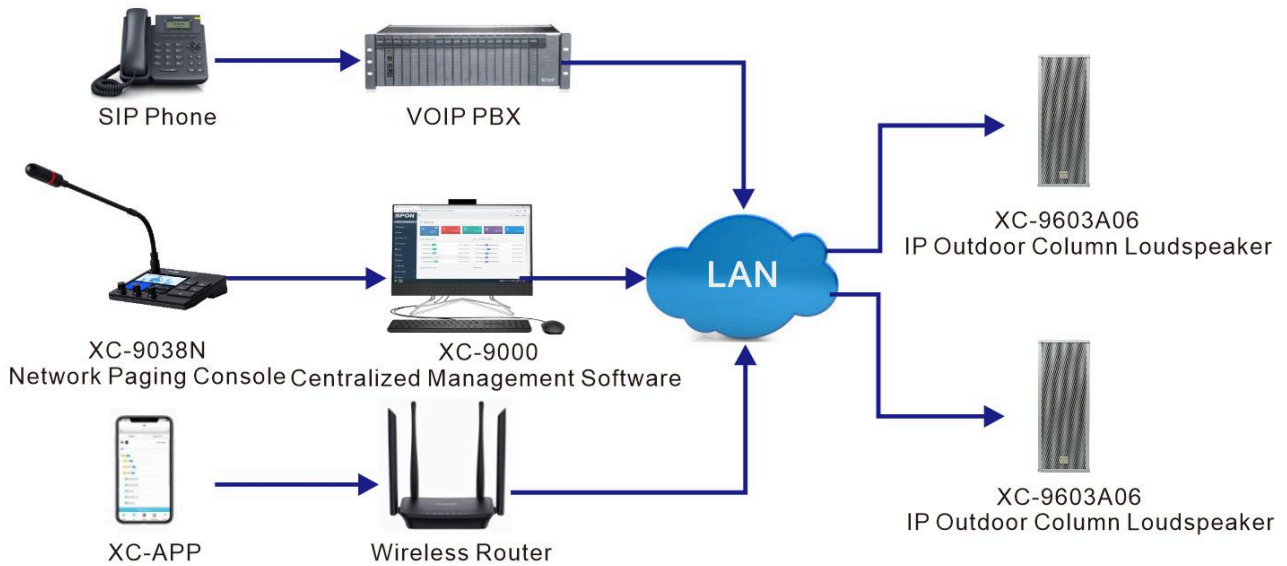 SIP Phone
VOIP PBX
XC-9603A06
IP Outdoor Column Loudspeaker
SPON
LAN
XC-9038N
Network Paging Console
XC-9000
Centralized Management Software
XC-9603A06
IP Outdoor Column Loudspeaker
XC-APP
Wireless Router